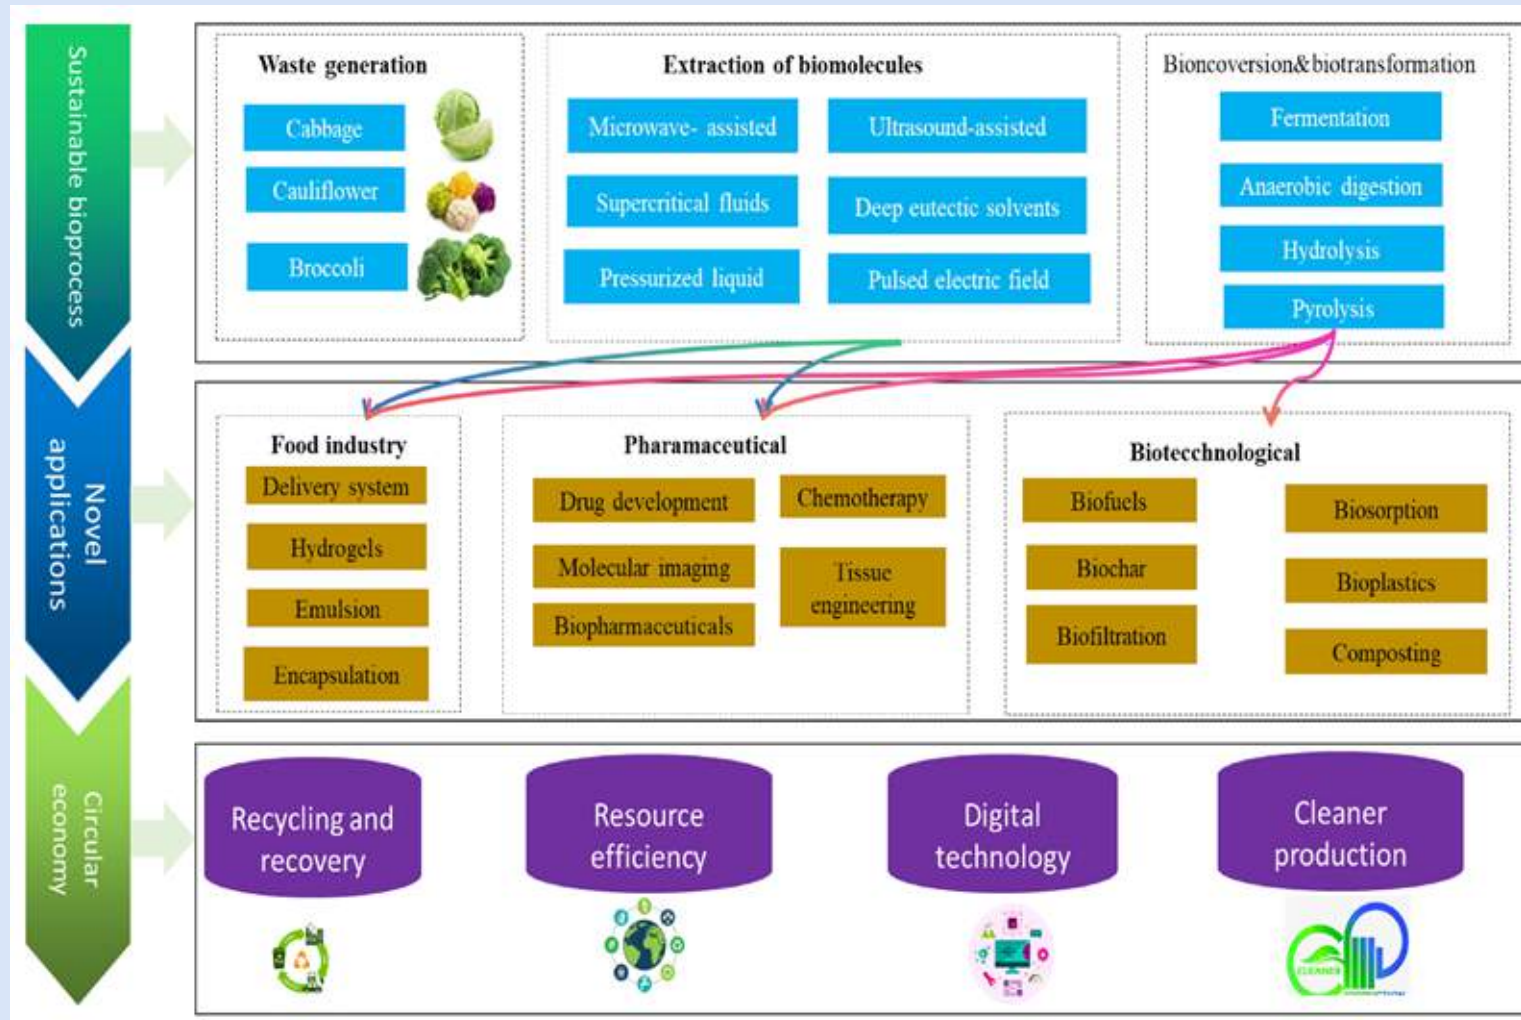 Sustainable bioprocess
Waste generation
Cabbage
Cauliflower
Broccoli
Extraction of biomolecules
Microwave- assisted
Ultrasound-assisted
Supercritical fluids
Deep eutectic solvents
Pressurized liquid
Pulsed electric field
Bioncoversion&biotransformation
Fermentation
Anaerobic digestion
Hydrolysis
Pyrolysis
Novel
applications
Food industry
Delivery system
Hydrogels
Emulsion
Encapsulation
Pharamaceutical
Drug development
Chemotherapy
Molecular imaging
Tissue
engineering
Biopharmaceuticals
Biotecchnological
Biofuels
Biosorption
Biochar
Bioplastics
Biofiltration
Composting
Circular
economy
Recycling and
recovery
Resource
efficiency
Digital
technology
Cleaner
production
CLEANER